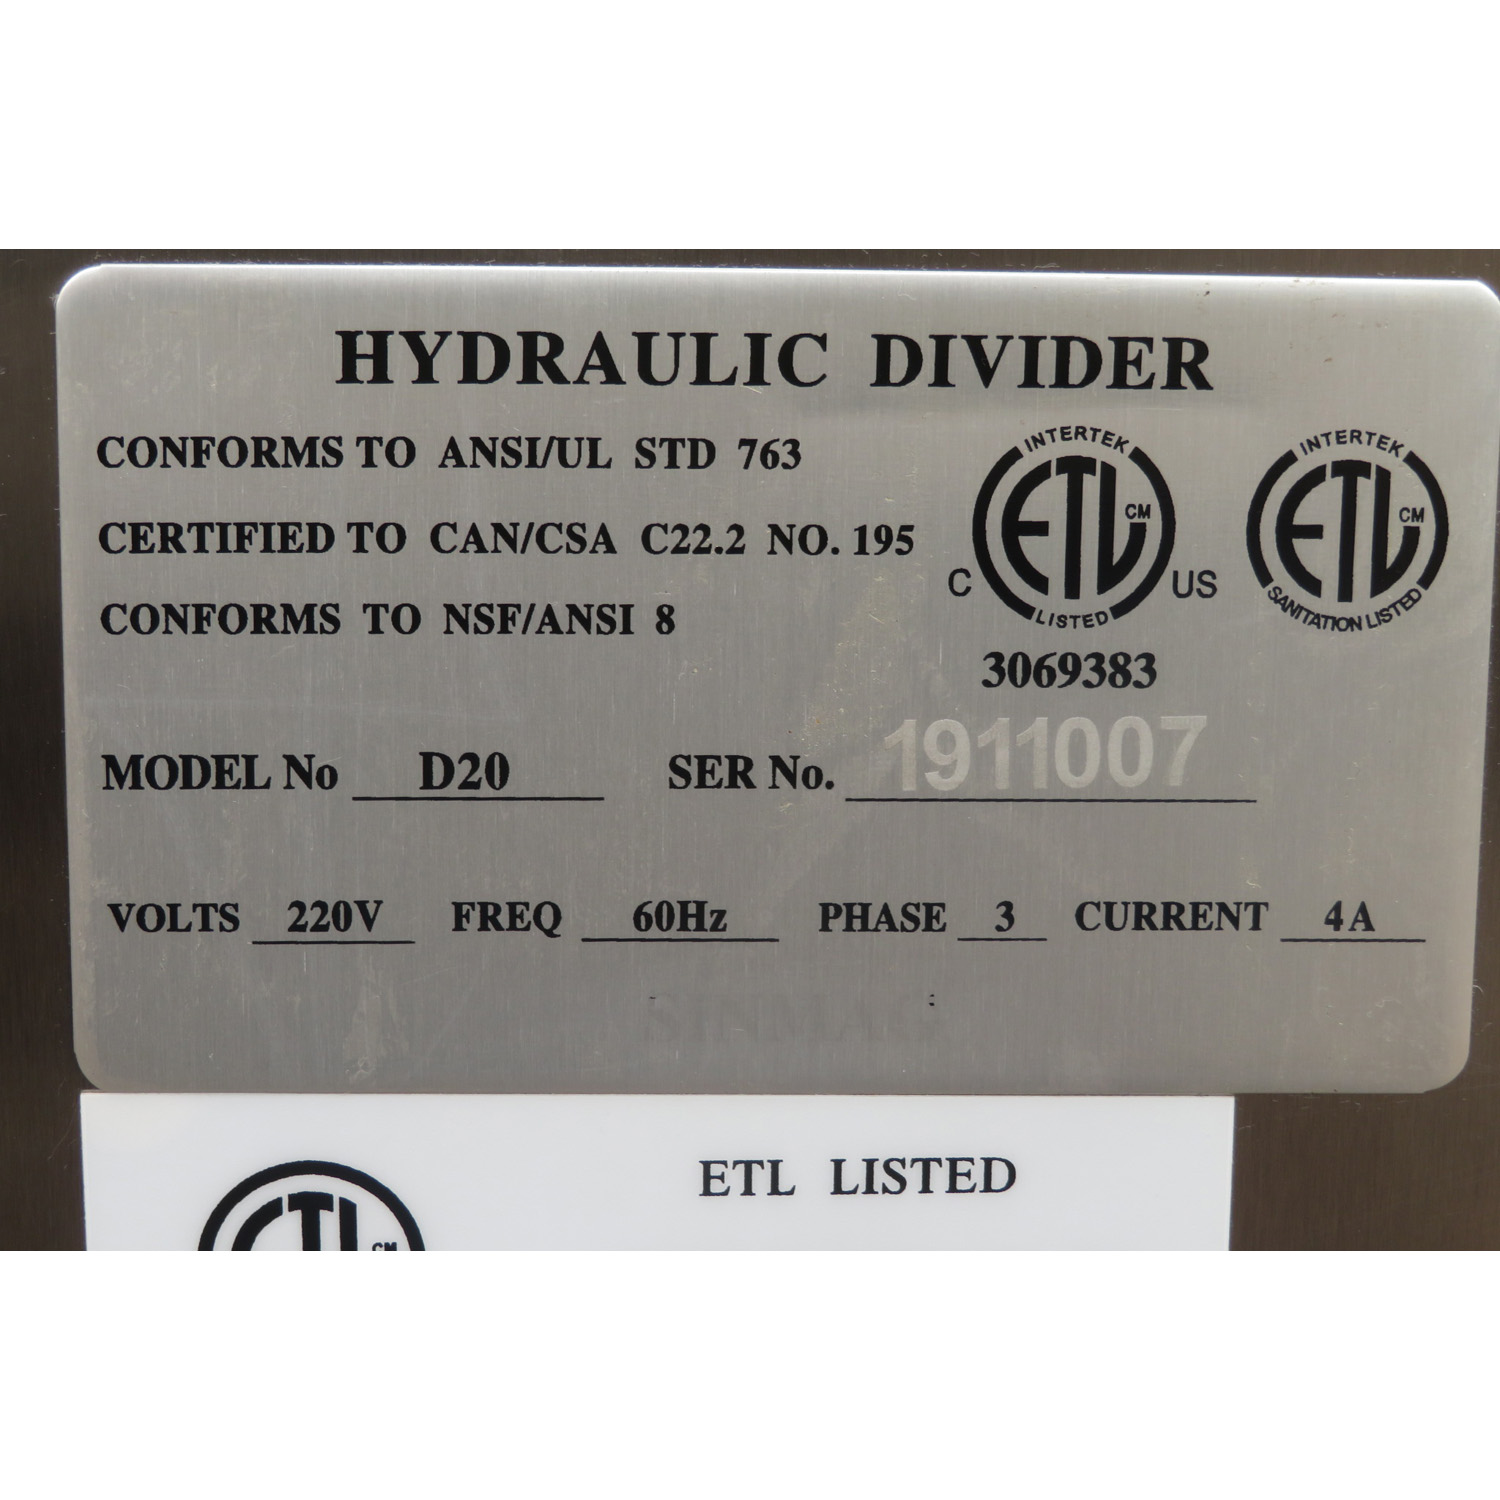 HYDRAULIC DIVIDER
CONFORMS TO ANSI/UL STD 763
CERTIFIED TO CAN/CSA C22.2 NO. 195
CONFORMS TO NSF/ANSI 8
INTERTEK
ETL CM
C US
LISTED
3069383
INTERTEK
ETL CM
SANITATION LISTED
MODEL No D20 SER No. 1911007
VOLTS 220V FREQ 60Hz PHASE 3 CURRENT 4A
ETL LISTED
ETL CM